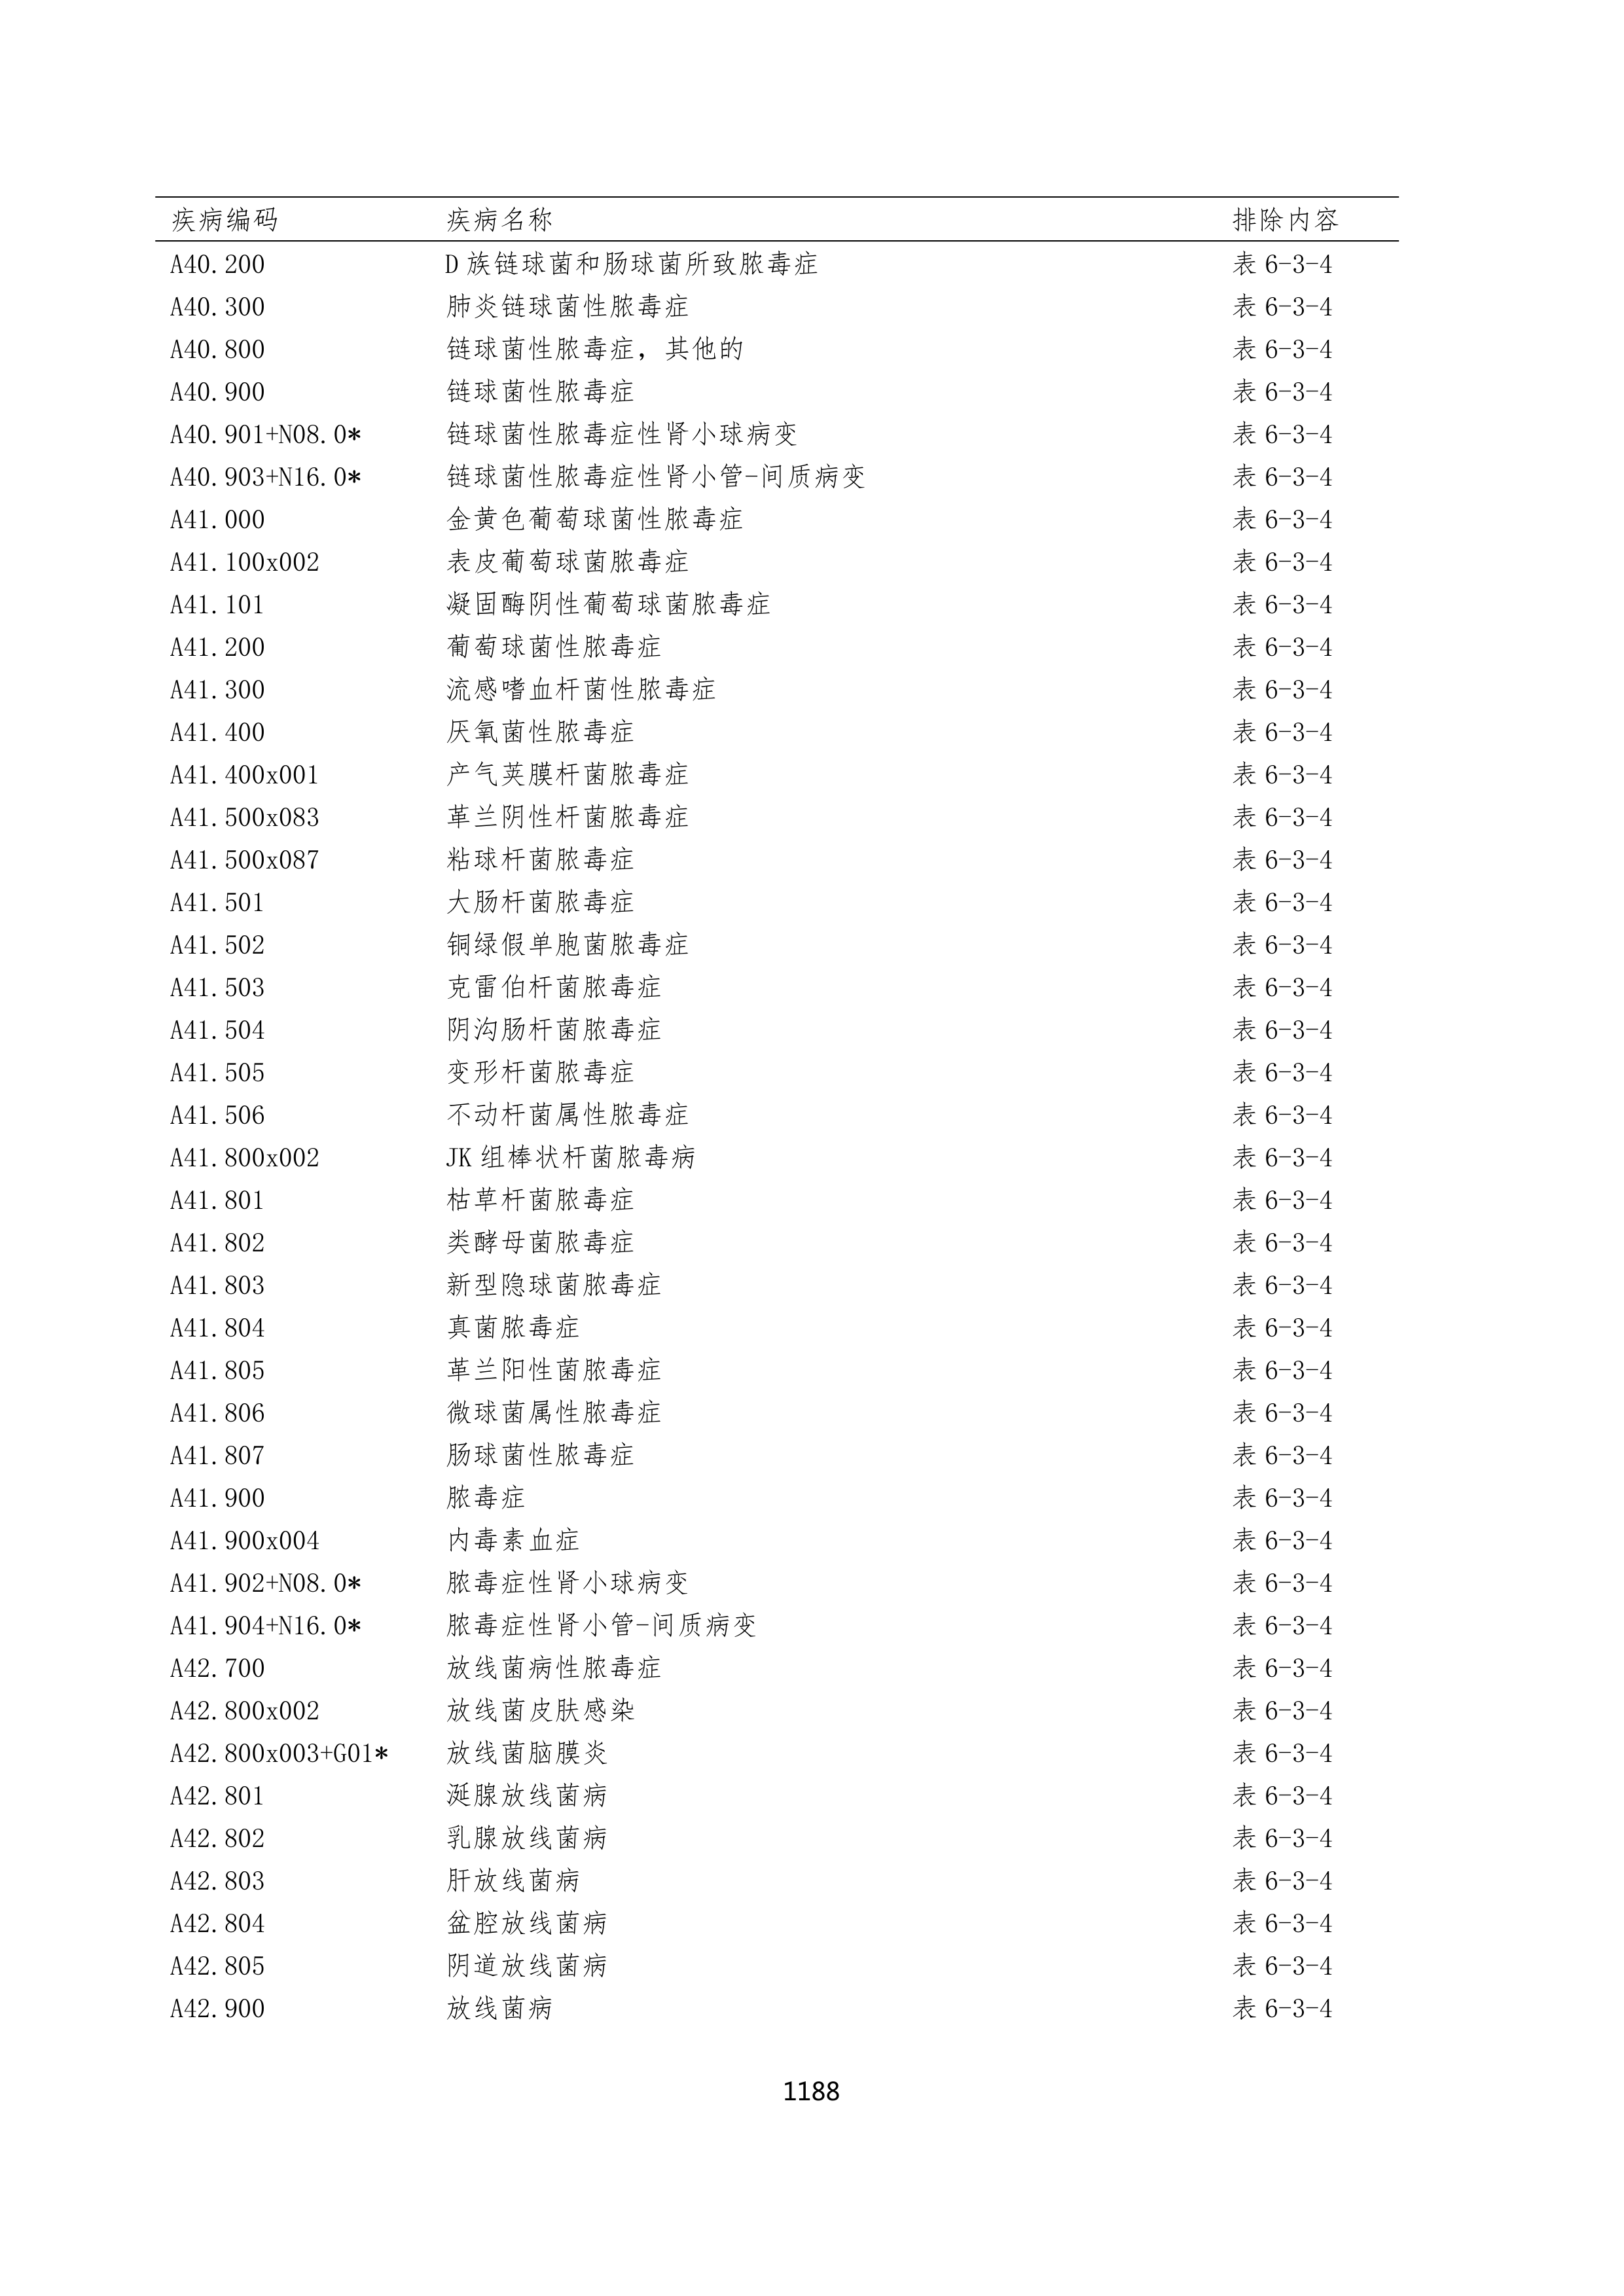 疾病编码 疾病名称 排除内容
A40.200 D 族链球菌和肠球菌所致脓毒症 表 6-3-4
A40.300 肺炎链球菌性脓毒症 表 6-3-4
A40.800 链球菌性脓毒症，其他的 表 6-3-4
A40.900 链球菌性脓毒症 表 6-3-4
A40.901+N08.0* 链球菌性脓毒症性肾小球病变 表 6-3-4
A40.903+N16.0* 链球菌性脓毒症性肾小管-间质病变 表 6-3-4
A41.000 金黄色葡萄球菌性脓毒症 表 6-3-4
A41.100x002 表皮葡萄球菌脓毒症 表 6-3-4
A41.101 凝固酶阴性葡萄球菌脓毒症 表 6-3-4
A41.200 葡萄球菌性脓毒症 表 6-3-4
A41.300 流感嗜血杆菌性脓毒症 表 6-3-4
A41.400 厌氧菌性脓毒症 表 6-3-4
A41.400x001 产气荚膜杆菌脓毒症 表 6-3-4
A41.500x083 革兰阴性杆菌脓毒症 表 6-3-4
A41.500x087 粘球杆菌脓毒症 表 6-3-4
A41.501 大肠杆菌脓毒症 表 6-3-4
A41.502 铜绿假单胞菌脓毒症 表 6-3-4
A41.503 克雷伯杆菌脓毒症 表 6-3-4
A41.504 阴沟肠杆菌脓毒症 表 6-3-4
A41.505 变形杆菌脓毒症 表 6-3-4
A41.506 不动杆菌属性脓毒症 表 6-3-4
A41.800x002 JK 组棒状杆菌脓毒病 表 6-3-4
A41.801 枯草杆菌脓毒症 表 6-3-4
A41.802 类酵母菌脓毒症 表 6-3-4
A41.803 新型隐球菌脓毒症 表 6-3-4
A41.804 真菌脓毒症 表 6-3-4
A41.805 革兰阳性菌脓毒症 表 6-3-4
A41.806 微球菌属性脓毒症 表 6-3-4
A41.807 肠球菌性脓毒症 表 6-3-4
A41.900 脓毒症 表 6-3-4
A41.900x004 内毒素血症 表 6-3-4
A41.902+N08.0* 脓毒症性肾小球病变 表 6-3-4
A41.904+N16.0* 脓毒症性肾小管-间质病变 表 6-3-4
A42.700 放线菌病性脓毒症 表 6-3-4
A42.800x002 放线菌皮肤感染 表 6-3-4
A42.800x003+G01* 放线菌脑膜炎 表 6-3-4
A42.801 涎腺放线菌病 表 6-3-4
A42.802 乳腺放线菌病 表 6-3-4
A42.803 肝放线菌病 表 6-3-4
A42.804 盆腔放线菌病 表 6-3-4
A42.805 阴道放线菌病 表 6-3-4
A42.900 放线菌病 表 6-3-4
1188